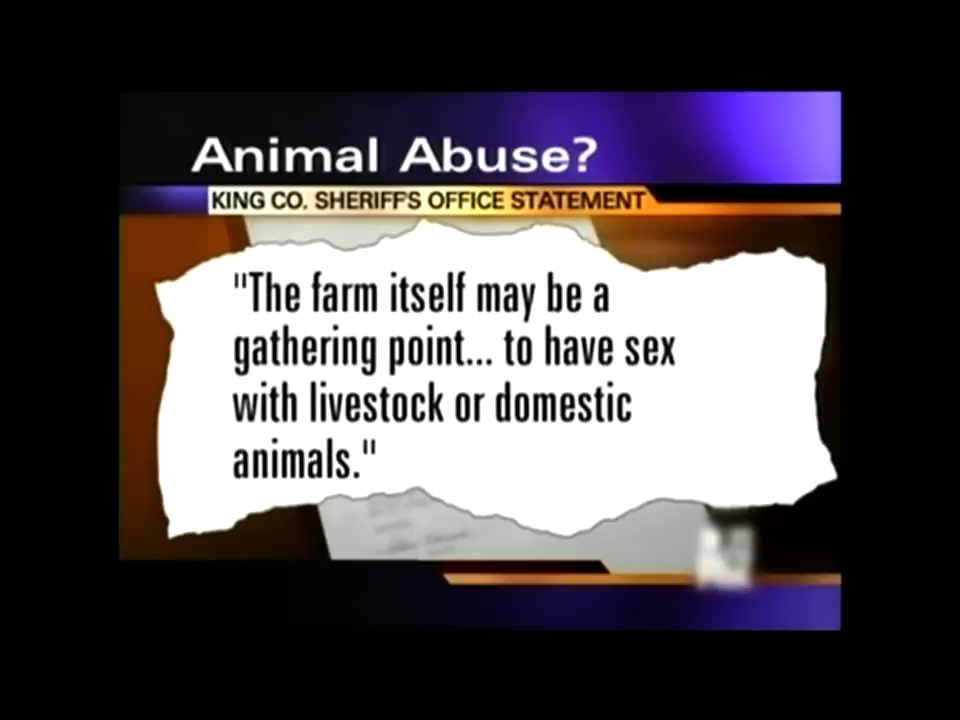 Animal Abuse?
KING CO. SHERIFF'S OFFICE STATEMENT
"The farm itself may be a
gathering point... to have sex
with livestock or domestic
animals."